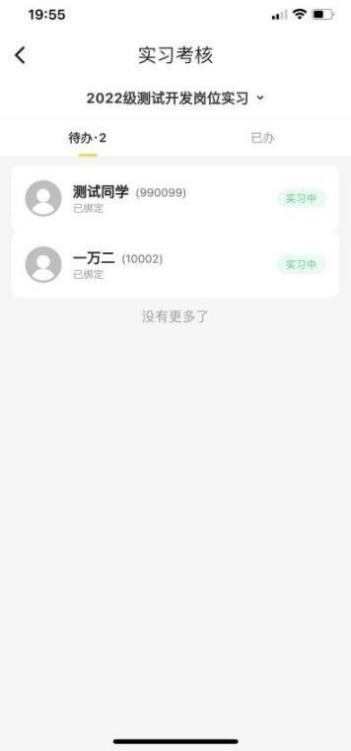 19:55
实习考核
2022级测试开发岗位实习
待办·2 已办
测试同学 (990099)
已绑定
实习中
一万二 (10002)
已绑定
实习中
没有更多了